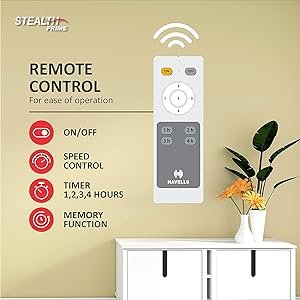 STEALTH
PRIME
REMOTE
CONTROL
For ease of operation
ON/OFF
SPEED
CONTROL
TIMER
1,2,3,4 HOURS
MEMORY
FUNCTION
ON
OFF
1
1h 2h
3h 4h
HAVELLS